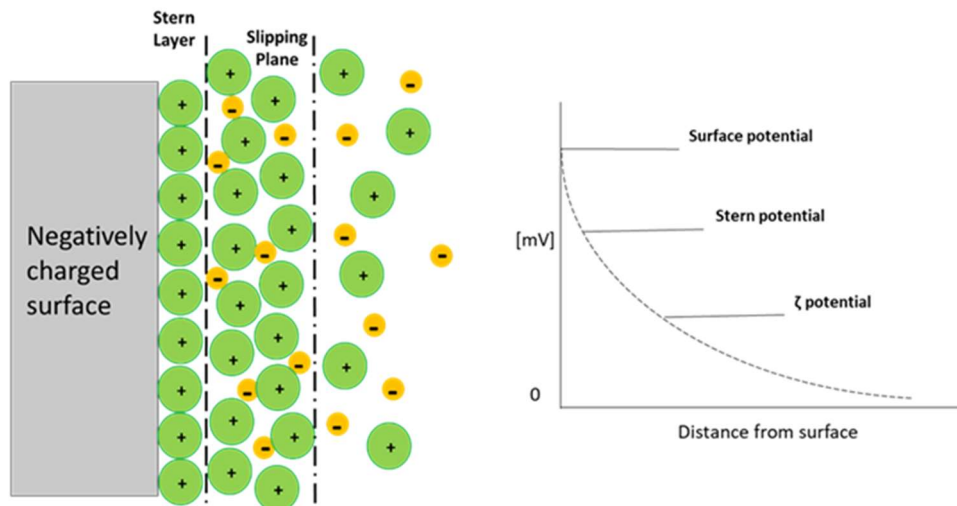 Stern
Layer
Slipping
Plane
Negatively
charged
surface
Surface potential
Stern potential
[mV]
ζ potential
0
Distance from surface